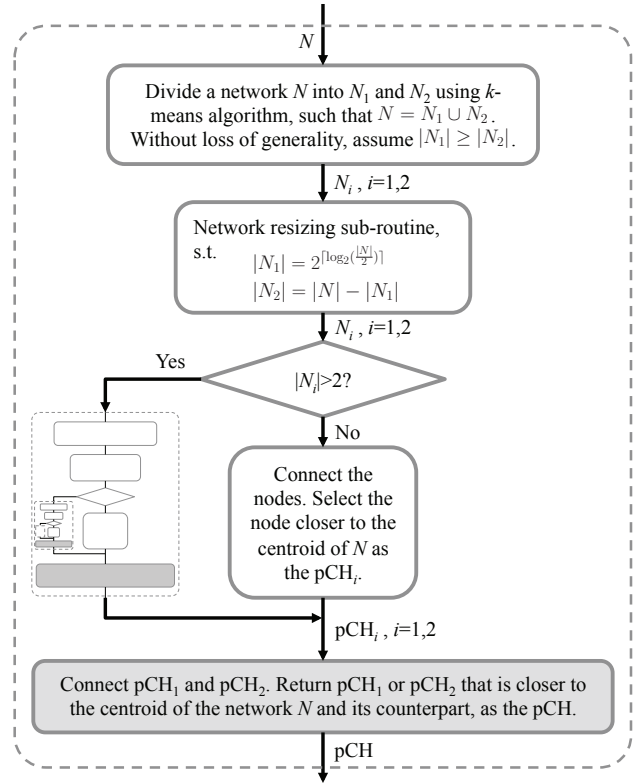 N
Divide a network N into N₁ and N₂ using k-
means algorithm, such that N = N₁ ∪ N₂.
Without loss of generality, assume |N₁| ≥ |N₂|.
Nᵢ , i=1,2
Network resizing sub-routine,
s.t. |N₁| = 2^{⌈log₂(|N|/2)⌉}
|N₂| = |N| − |N₁|
Nᵢ , i=1,2
Yes
|Nᵢ|>2?
No
Connect the
nodes. Select the
node closer to the
centroid of N as
the pCHᵢ.
pCHᵢ , i=1,2
Connect pCH₁ and pCH₂. Return pCH₁ or pCH₂ that is closer to
the centroid of the network N and its counterpart, as the pCH.
pCH